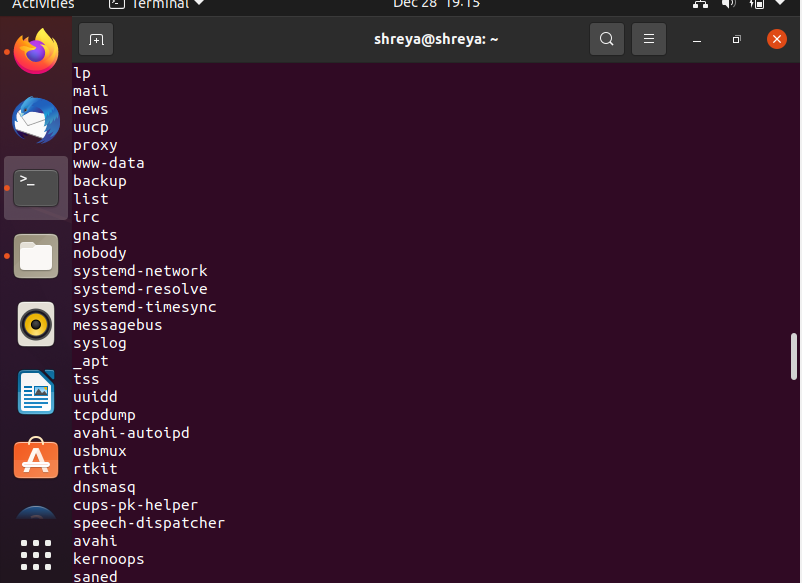 Activities
Terminal
Dec 28 19:15
shreya@shreya: ~
lp
mail
news
uucp
proxy
www-data
backup
list
irc
gnats
nobody
systemd-network
systemd-resolve
systemd-timesync
messagebus
syslog
_apt
tss
uuidd
tcpdump
avahi-autoipd
usbmux
rtkit
dnsmasq
cups-pk-helper
speech-dispatcher
avahi
kernoops
saned